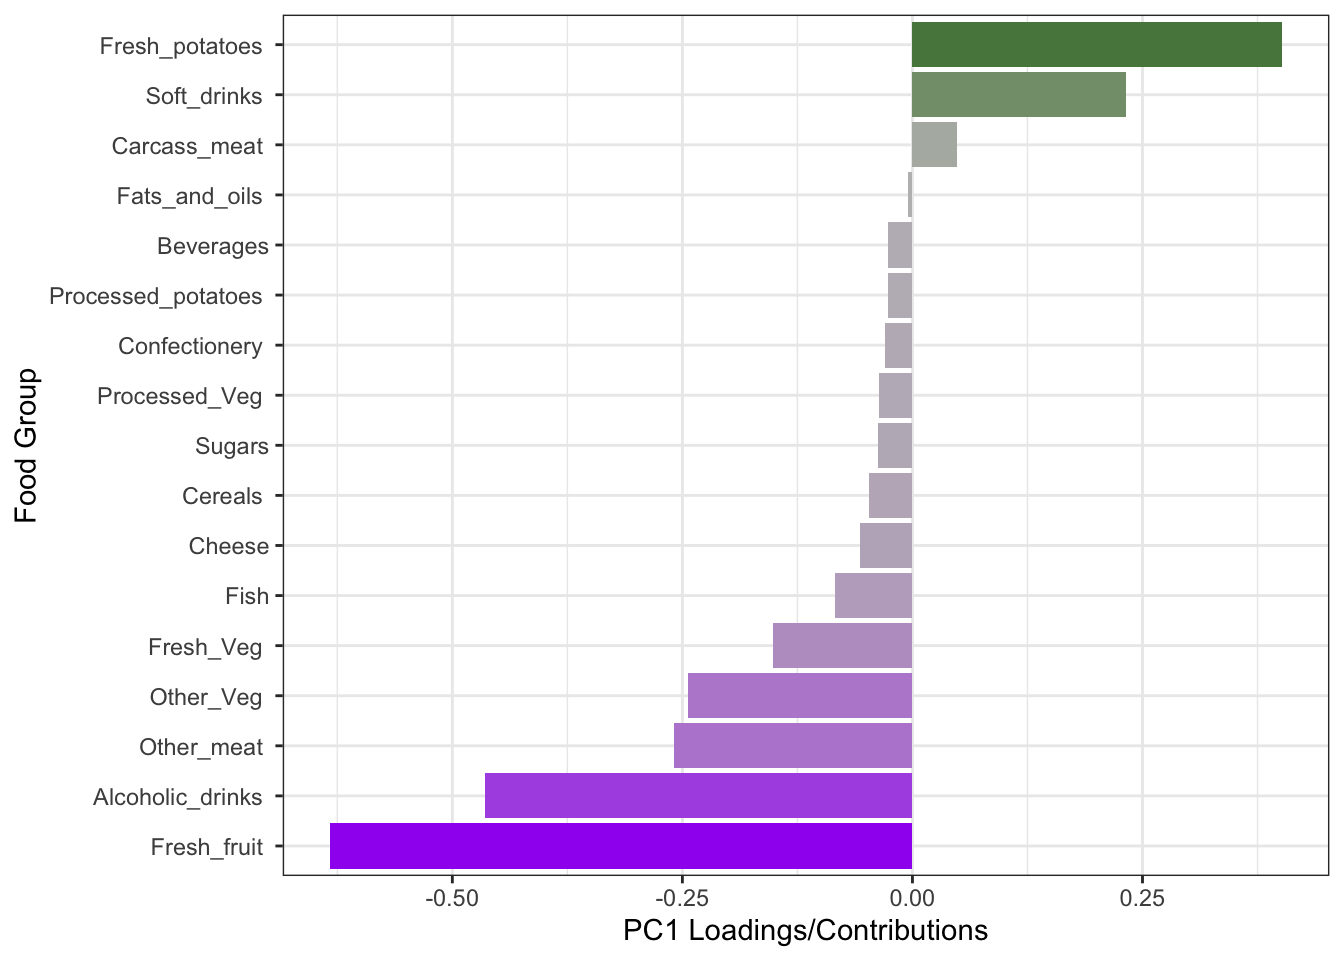 Fresh_potatoes
Soft_drinks
Carcass_meat
Fats_and_oils
Beverages
Processed_potatoes
Confectionery
Processed_Veg
Sugars
Cereals
Cheese
Fish
Fresh_Veg
Other_Veg
Other_meat
Alcoholic_drinks
Fresh_fruit
Food Group
-0.50 -0.25 0.00 0.25
PC1 Loadings/Contributions